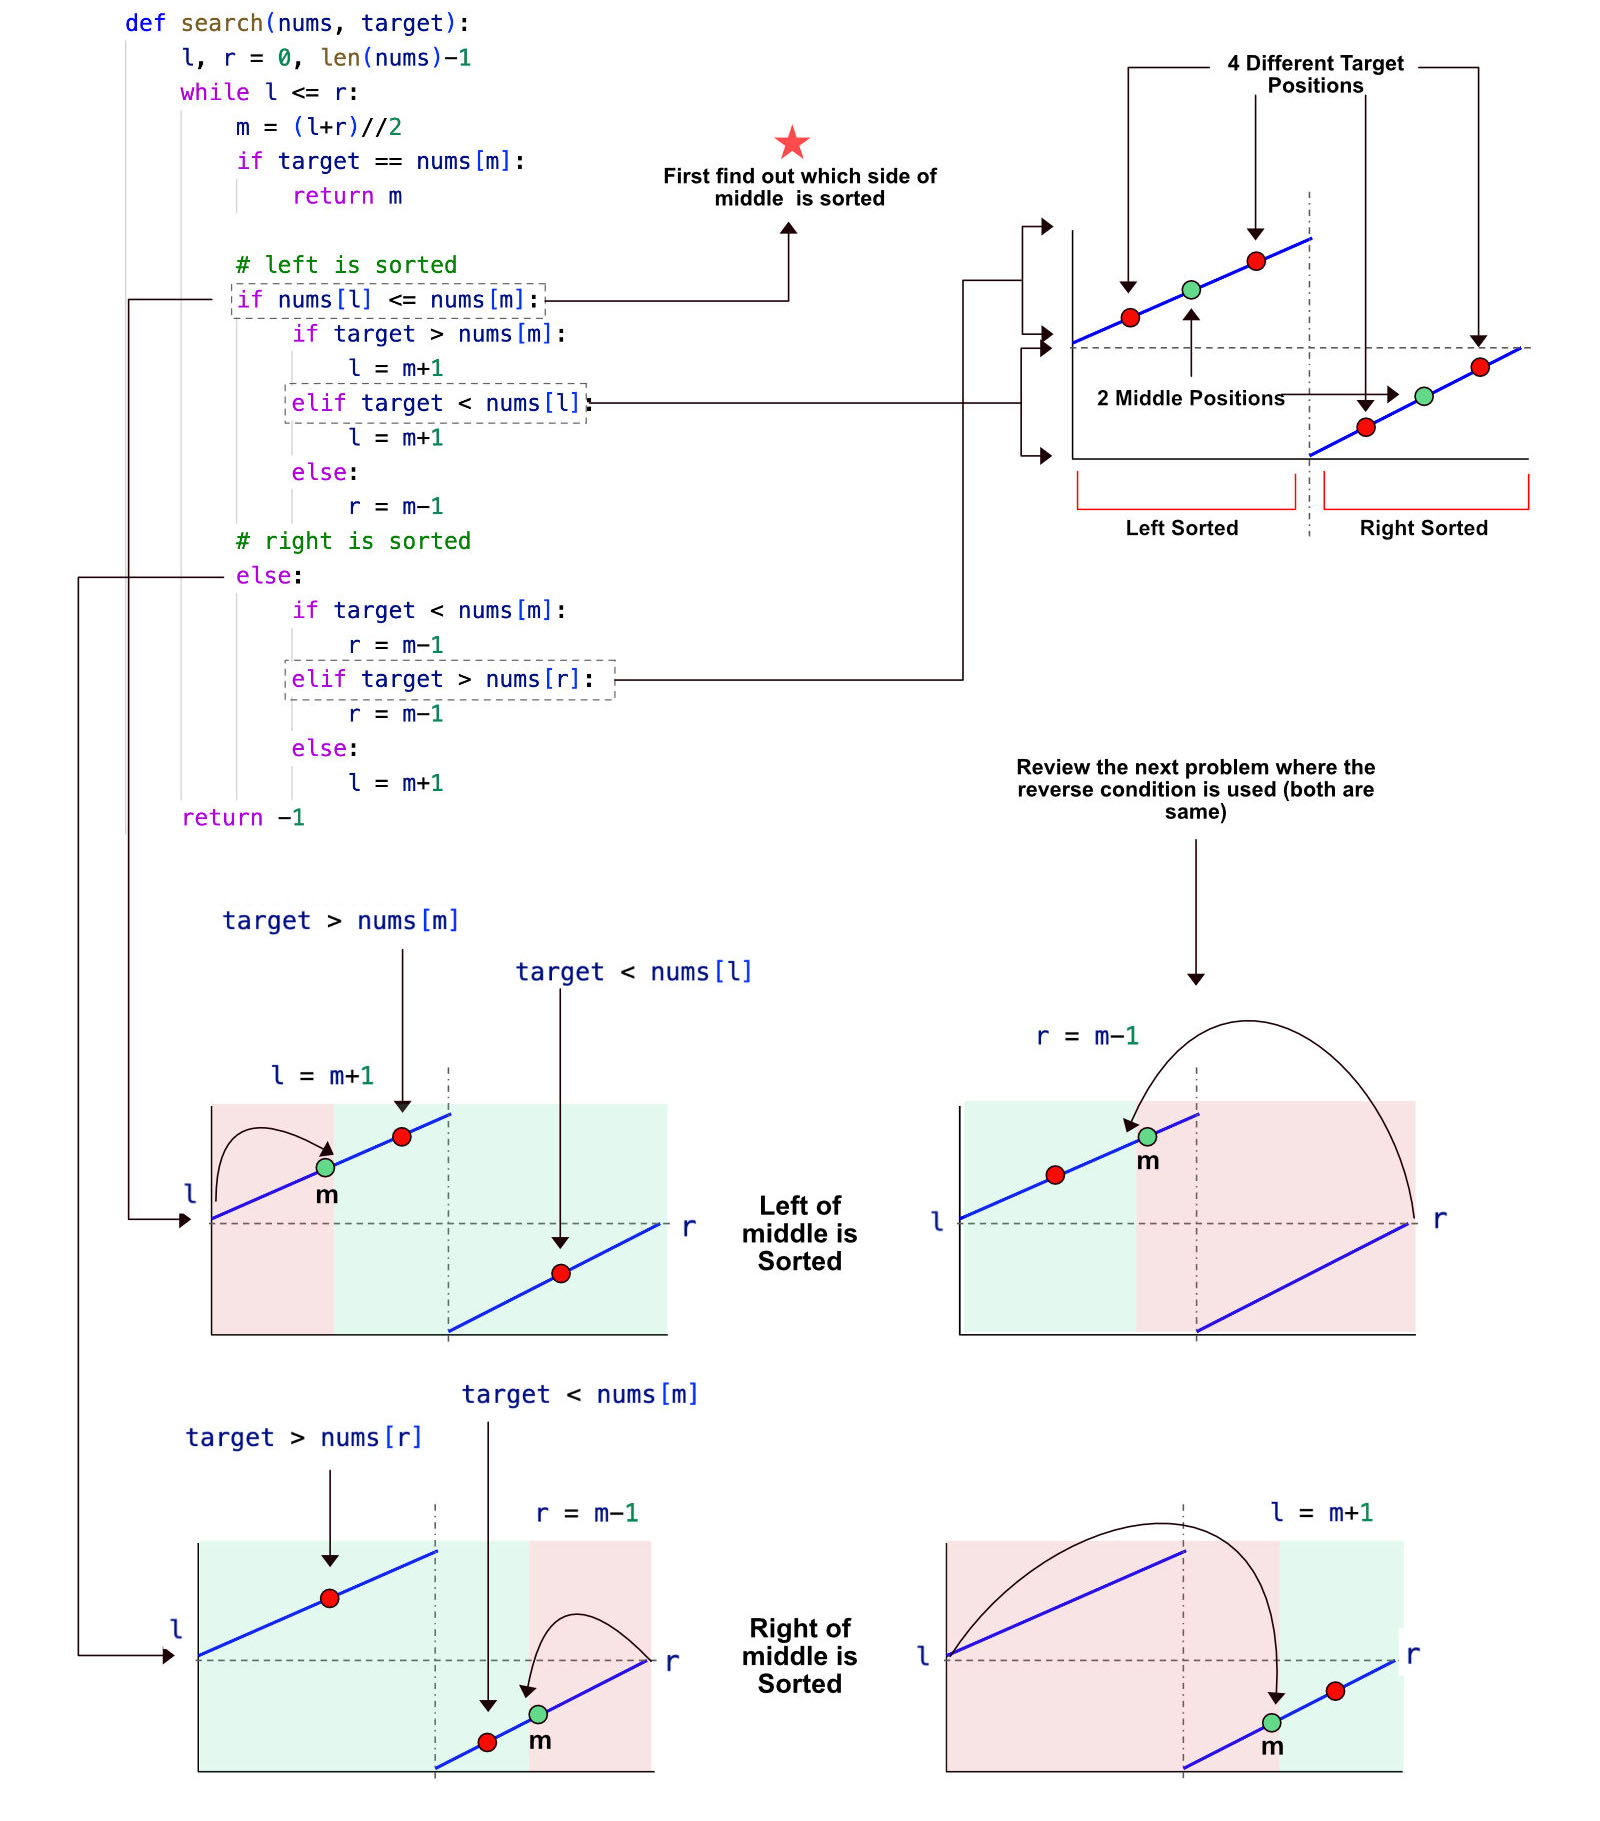 def search(nums, target):
l, r = 0, len(nums)-1
while l <= r:
m = (l+r)//2
if target == nums[m]:
return m
# left is sorted
if nums[l] <= nums[m]:
if target > nums[m]:
l = m+1
elif target < nums[l]:
l = m+1
else:
r = m-1
# right is sorted
else:
if target < nums[m]:
r = m-1
elif target > nums[r]:
r = m-1
else:
l = m+1
return -1
First find out which side of
middle is sorted
4 Different Target
Positions
2 Middle Positions
Left Sorted
Right Sorted
Review the next problem where the
reverse condition is used (both are
same)
target > nums[m]
target < nums[l]
l = m+1
l
m
r
Left of
middle is
Sorted
r = m-1
l
m
r
target < nums[m]
target > nums[r]
r = m-1
l
m
r
Right of
middle is
Sorted
l = m+1
l
m
r